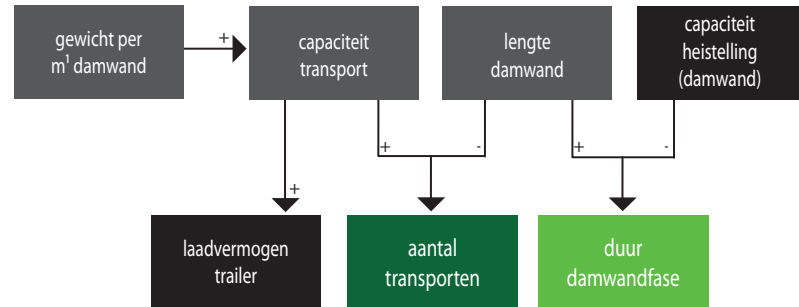 gewicht per
m¹ damwand
+
capaciteit
transport
lengte
damwand
capaciteit
heistelling
(damwand)
+
-
+
-
+
laadvermogen
trailer
aantal
transporten
duur
damwandfase